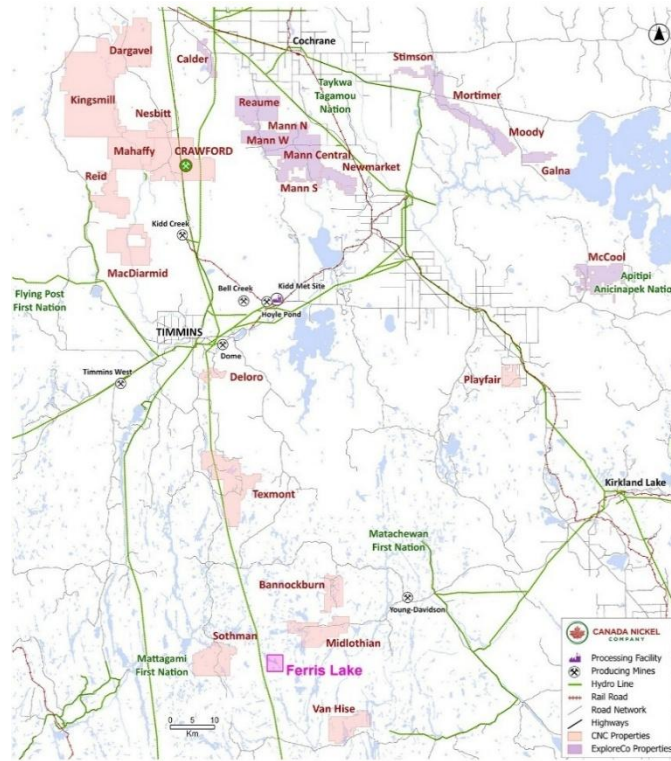 Dargavel
Cochrane
Calder
Stimson
Kingsmill
Taykwa
Tagamou
Nation
Mortimer
Nesbitt
Reaume
Moody
Mann N
Mahaffy
CRAWFORD
Mann W
Mann Central
Galna
Newmarket
Reid
Mann S
Kidd Creek
McCool
MacDiarmid
Apitipi
Anicinapek Nation
Flying Post
First Nation
Bell Creek
Kidd Met Site
Hoyle Pond
TIMMINS
Dome
Timmins West
Deloro
Playfair
Kirkland Lake
Texmont
Matachewan
First Nation
Bannockburn
Young-Davidson
Sothman
Midlothian
Mattagami
First Nation
Ferris Lake
Van Hise
0 5 10
Km
CANADA NICKEL
COMPANY
Processing Facility
Producing Mines
Hydro Line
Rail Road
Road Network
Highways
CNC Properties
ExploreCo Properties